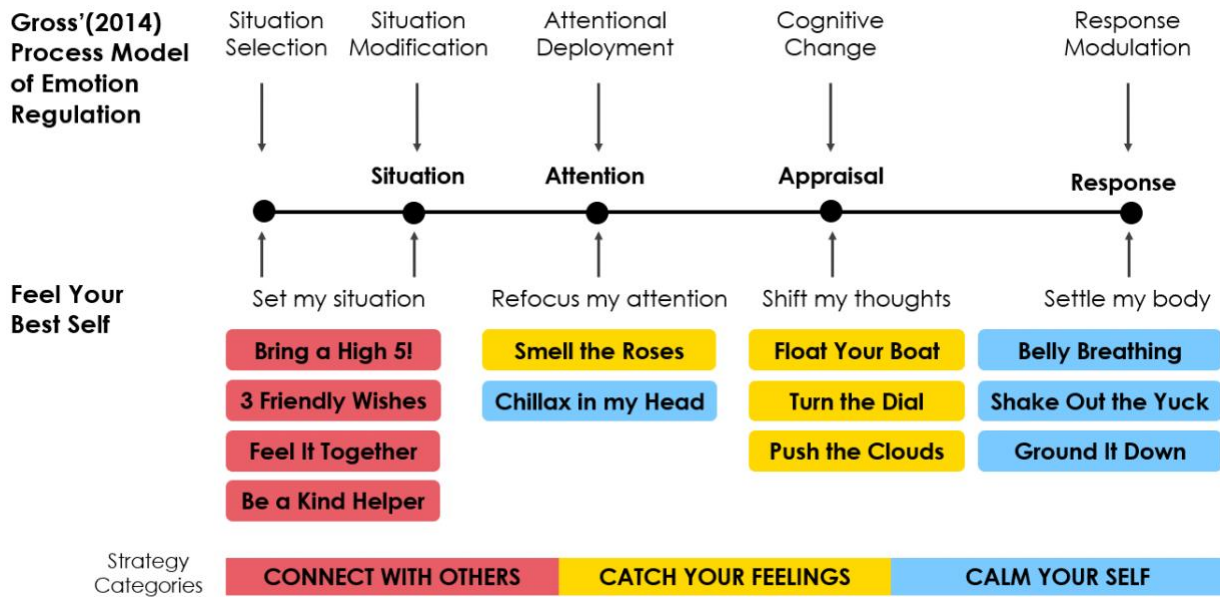 Gross'(2014)
Process Model
of Emotion
Regulation
Situation
Selection
Situation
Modification
Attentional
Deployment
Cognitive
Change
Response
Modulation
Situation
Attention
Appraisal
Response
Feel Your
Best Self
Set my situation
Refocus my attention
Shift my thoughts
Settle my body
Bring a High 5!
3 Friendly Wishes
Feel It Together
Be a Kind Helper
Smell the Roses
Chillax in my Head
Float Your Boat
Turn the Dial
Push the Clouds
Belly Breathing
Shake Out the Yuck
Ground It Down
Strategy
Categories
CONNECT WITH OTHERS
CATCH YOUR FEELINGS
CALM YOUR SELF